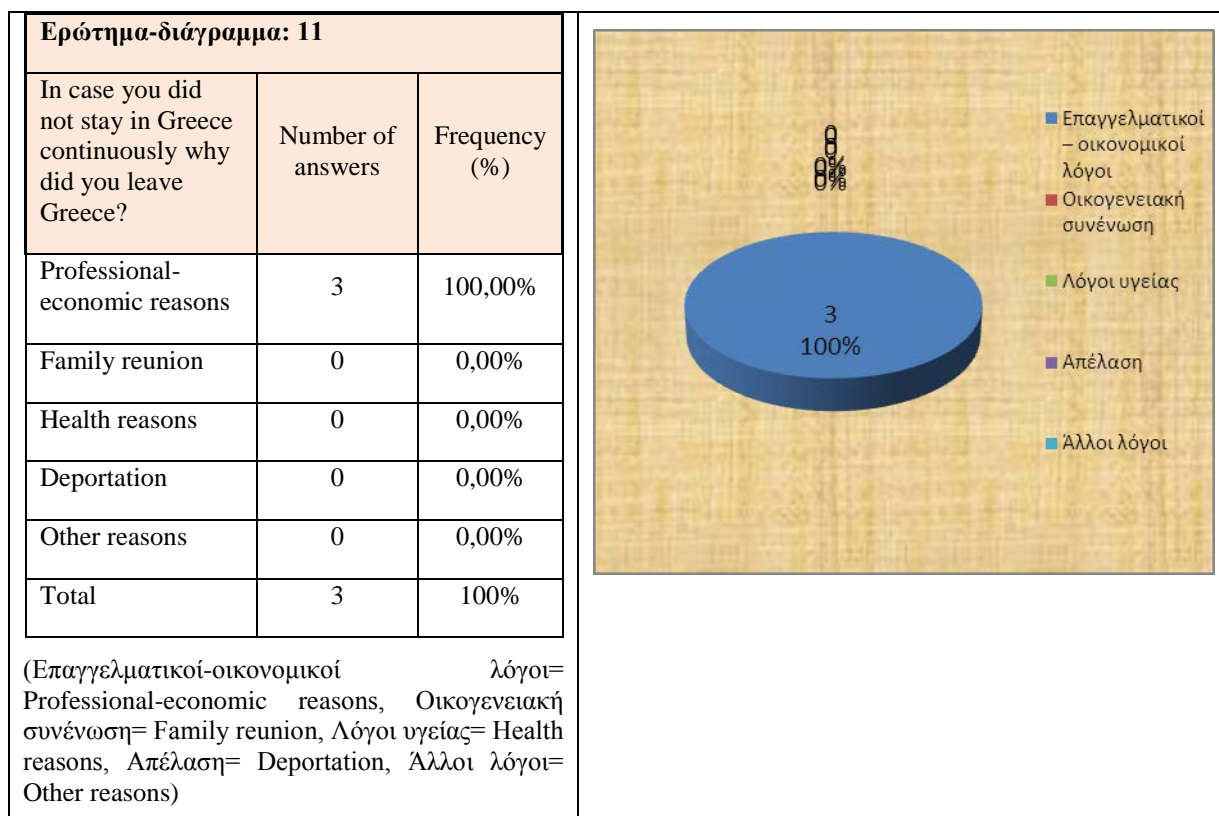 Ερώτημα-διάγραμμα: 11
In case you did
not stay in Greece
continuously why
did you leave
Greece?
Number of
answers
Frequency
(%)
Professional-
economic reasons
3
100,00%
Family reunion
0
0,00%
Health reasons
0
0,00%
Deportation
0
0,00%
Other reasons
0
0,00%
Total
3
100%
(Επαγγελματικοί-οικονομικοί λόγοι=
Professional-economic reasons, Οικογενειακή
συνένωση= Family reunion, Λόγοι υγείας= Health
reasons, Απέλαση= Deportation, Άλλοι λόγοι=
Other reasons)
3
100%
Επαγγελματικοί
– οικονομικοί
λόγοι
Οικογενειακή
συνένωση
Λόγοι υγείας
Απέλαση
Άλλοι λόγοι